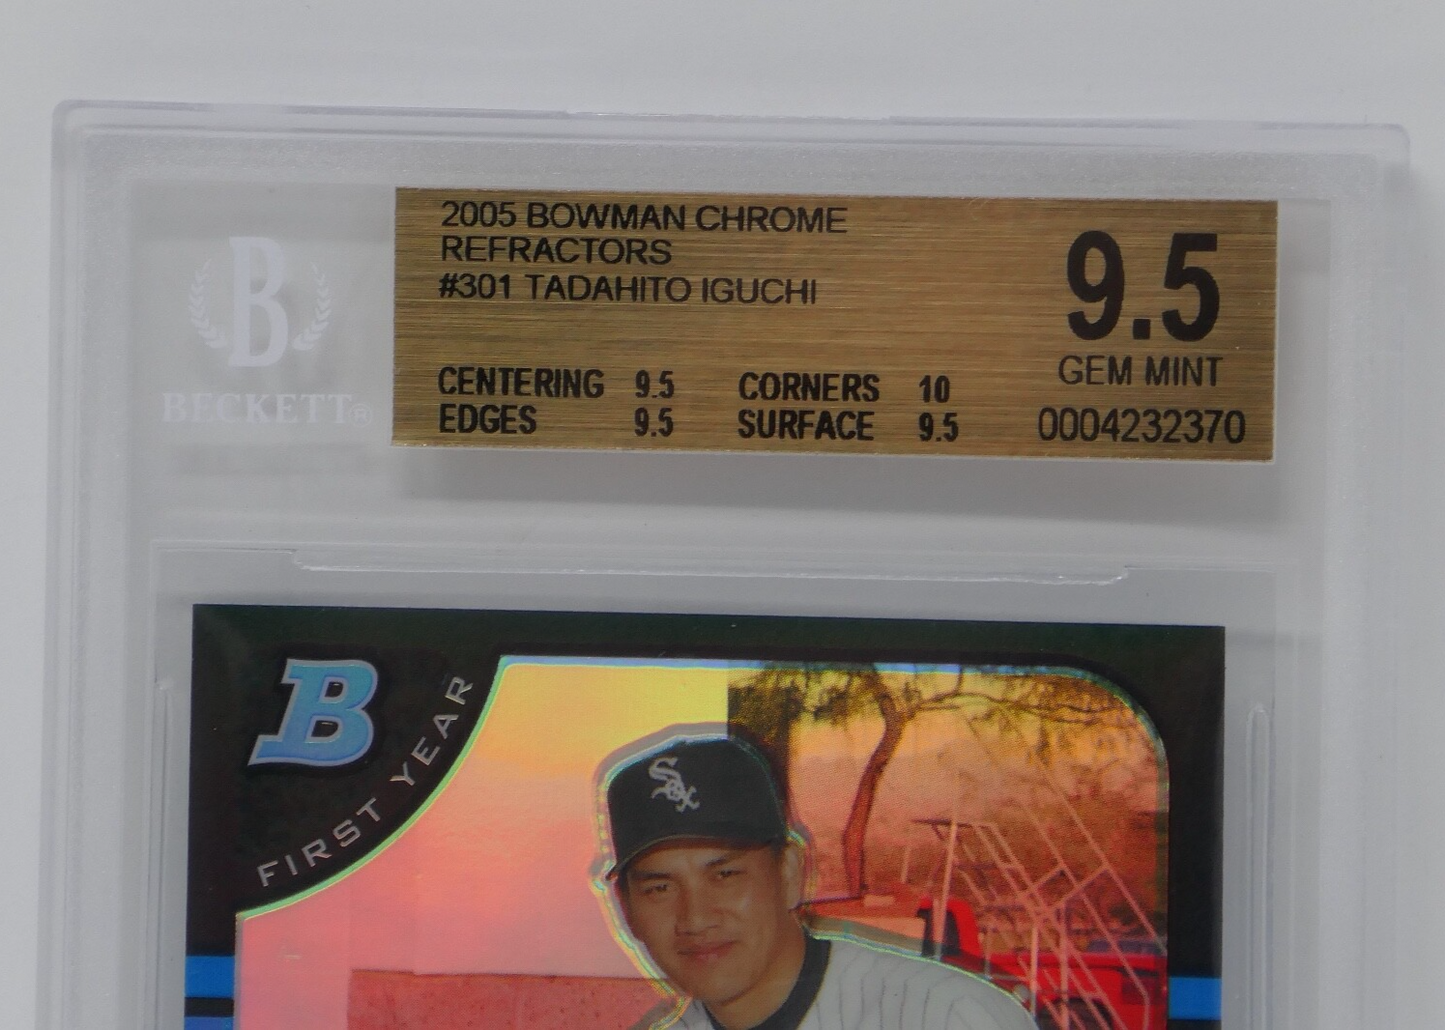 2005 BOWMAN CHROME
REFRACTORS
#301 TADAHITO IGUCHI
9.5
GEM MINT
CENTERING 9.5 CORNERS 10
EDGES 9.5 SURFACE 9.5
0004232370
B
BECKETT®
B
FIRST YEAR
Sox